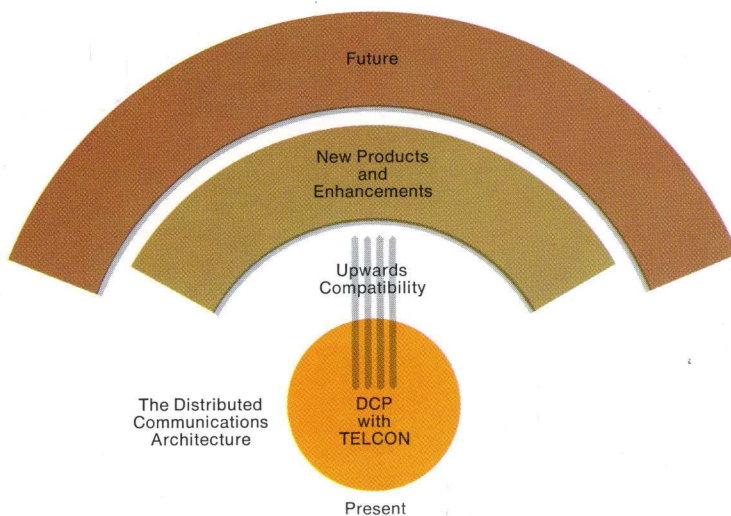 Future
New Products
and
Enhancements
Upwards
Compatibility
The Distributed
Communications
Architecture
DCP
with
TELCON
Present